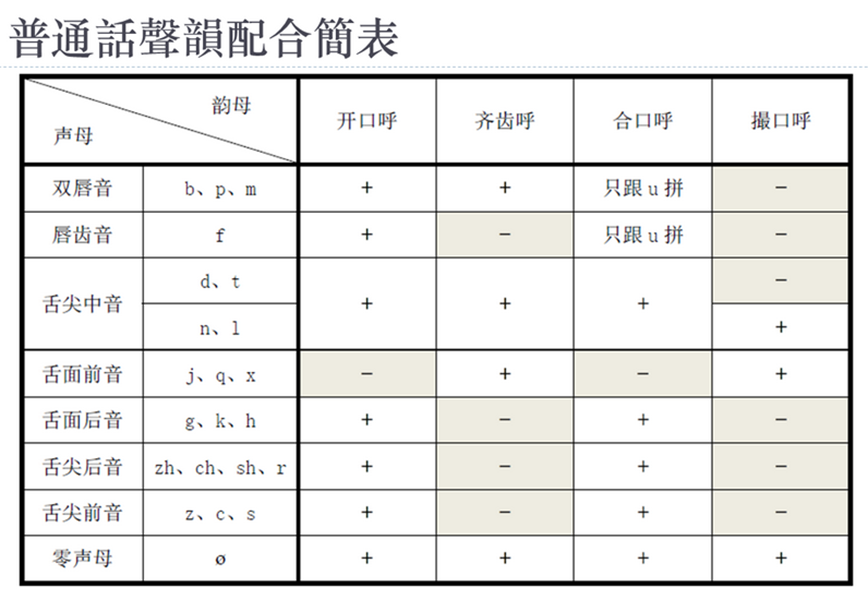 普通話聲韻配合簡表
韵母
声母
开口呼 齐齿呼 合口呼 撮口呼
双唇音 b、p、m + + 只跟 u 拼 −
唇齿音 f + − 只跟 u 拼 −
舌尖中音 d、t + + + −
n、l +
舌面前音 j、q、x − + − +
舌面后音 g、k、h + − + −
舌尖后音 zh、ch、sh、r + − + −
舌尖前音 z、c、s + − + −
零声母 ø + + + +